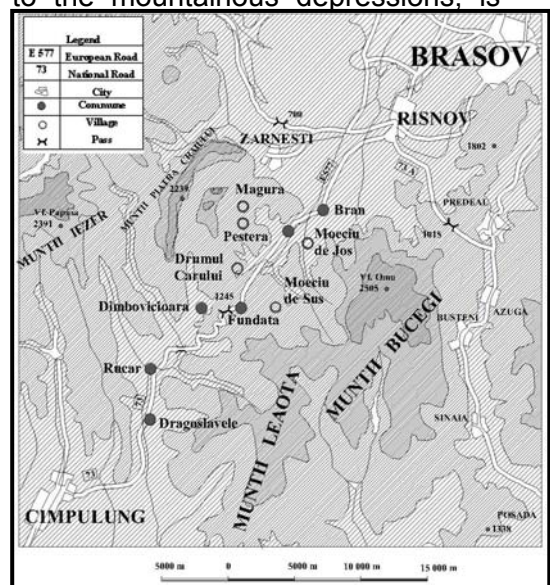 to the mountainous depressions, is
Legend
E 577 European Road
73 National Road
City
Commune
Village
Pass
BRASOV
RISNOV
700
ZARNESTI
1802
MUNTII PIATRA CRAIULUI
E577
73 A
2239
Magura
Bran
PREDEAL
Vf. Papusa
2391
MUNTII IEZER
Pestera
Moeciu
de Jos
Drumul
Carului
Moeciu
de Sus
Vf. Omu
2505
1245
Dimbovicioara
Fundata
BUSTENI
AZUGA
MUNTII BUCEGI
Rucar
MUNTII LEAOTA
73
Dragoslavele
SINAIA
73
CIMPULUNG
POSADA
1338
5000 m 0 5000 m 10 000 m 15 000 m